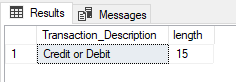 Results Messages
Transaction_Description length
1 Credit or Debit 15